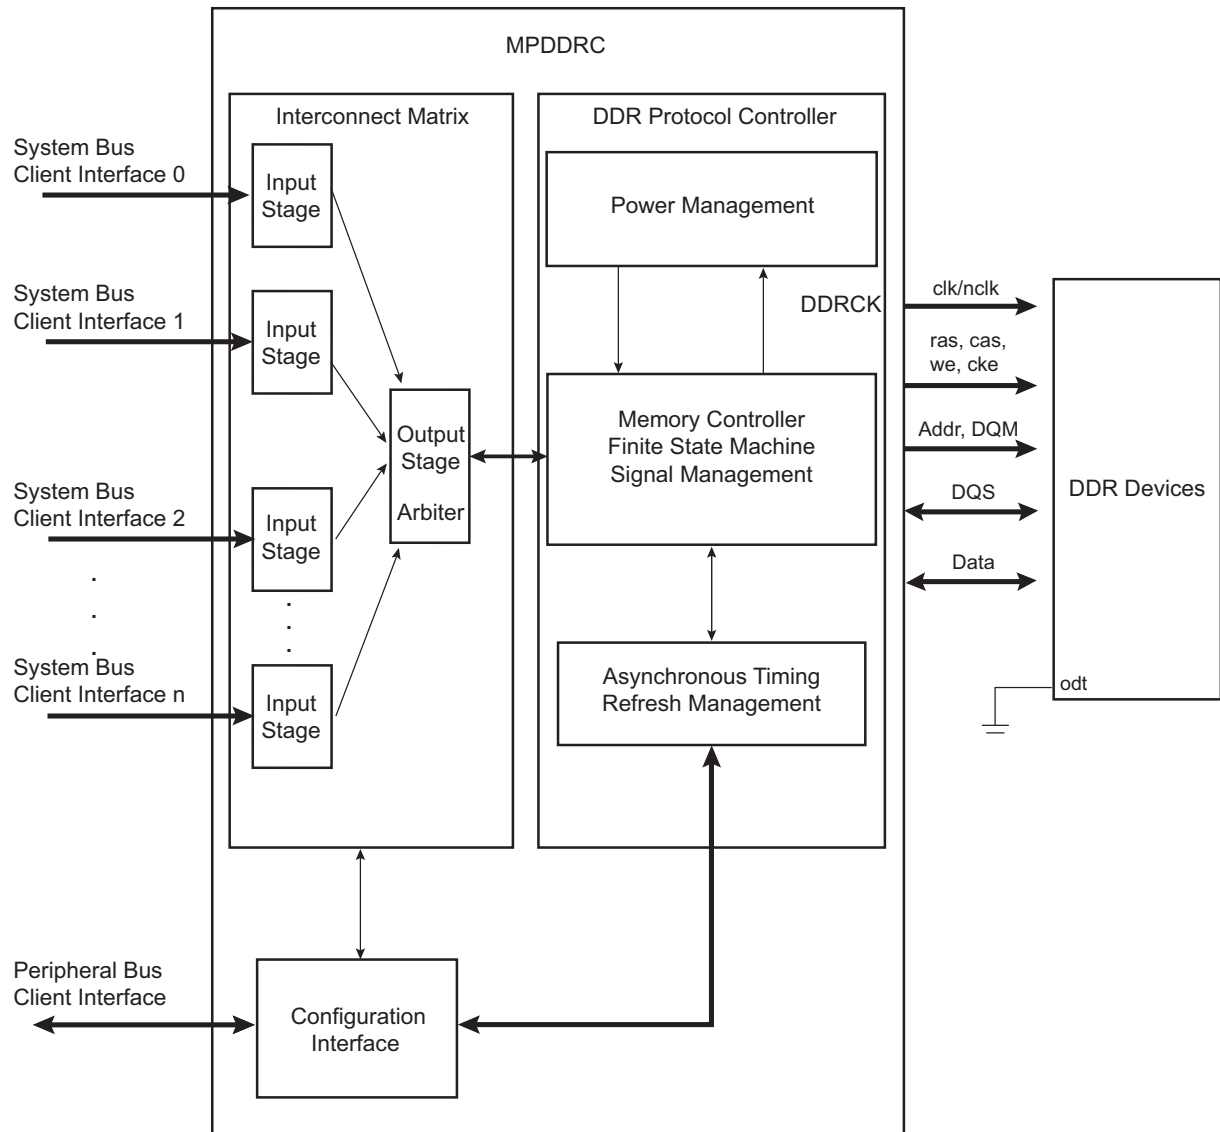 MPDDRC
Interconnect Matrix
DDR Protocol Controller
System Bus
Client Interface 0
Input
Stage
Power Management
System Bus
Client Interface 1
Input
Stage
DDRCK
clk/nclk
ras, cas,
we, cke
Output
Stage
Arbiter
Memory Controller
Finite State Machine
Signal Management
Addr, DQM
DQS
Data
DDR Devices
System Bus
Client Interface 2
Input
Stage
.
.
.
.
.
.
System Bus
Client Interface n
Input
Stage
Asynchronous Timing
Refresh Management
odt
Peripheral Bus
Client Interface
Configuration
Interface